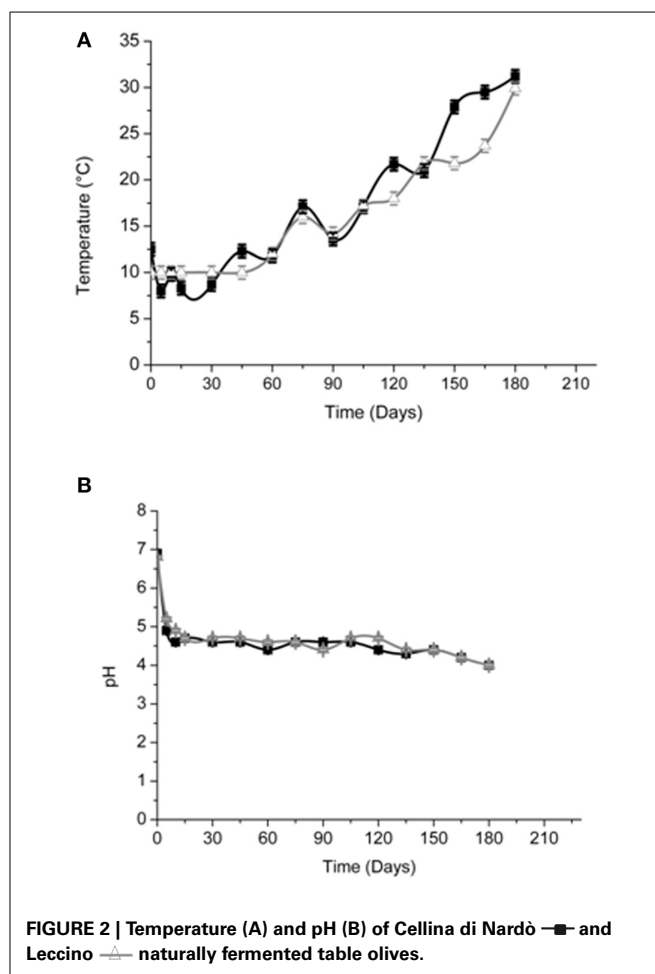 A
35
30
25
20
15
10
5
0
Temperature (°C)
0 30 60 90 120 150 180 210
Time (Days)
B
8
7
6
5
4
3
2
1
0
pH
0 30 60 90 120 150 180 210
Time (Days)
FIGURE 2 | Temperature (A) and pH (B) of Cellina di Nardò and
Leccino naturally fermented table olives.